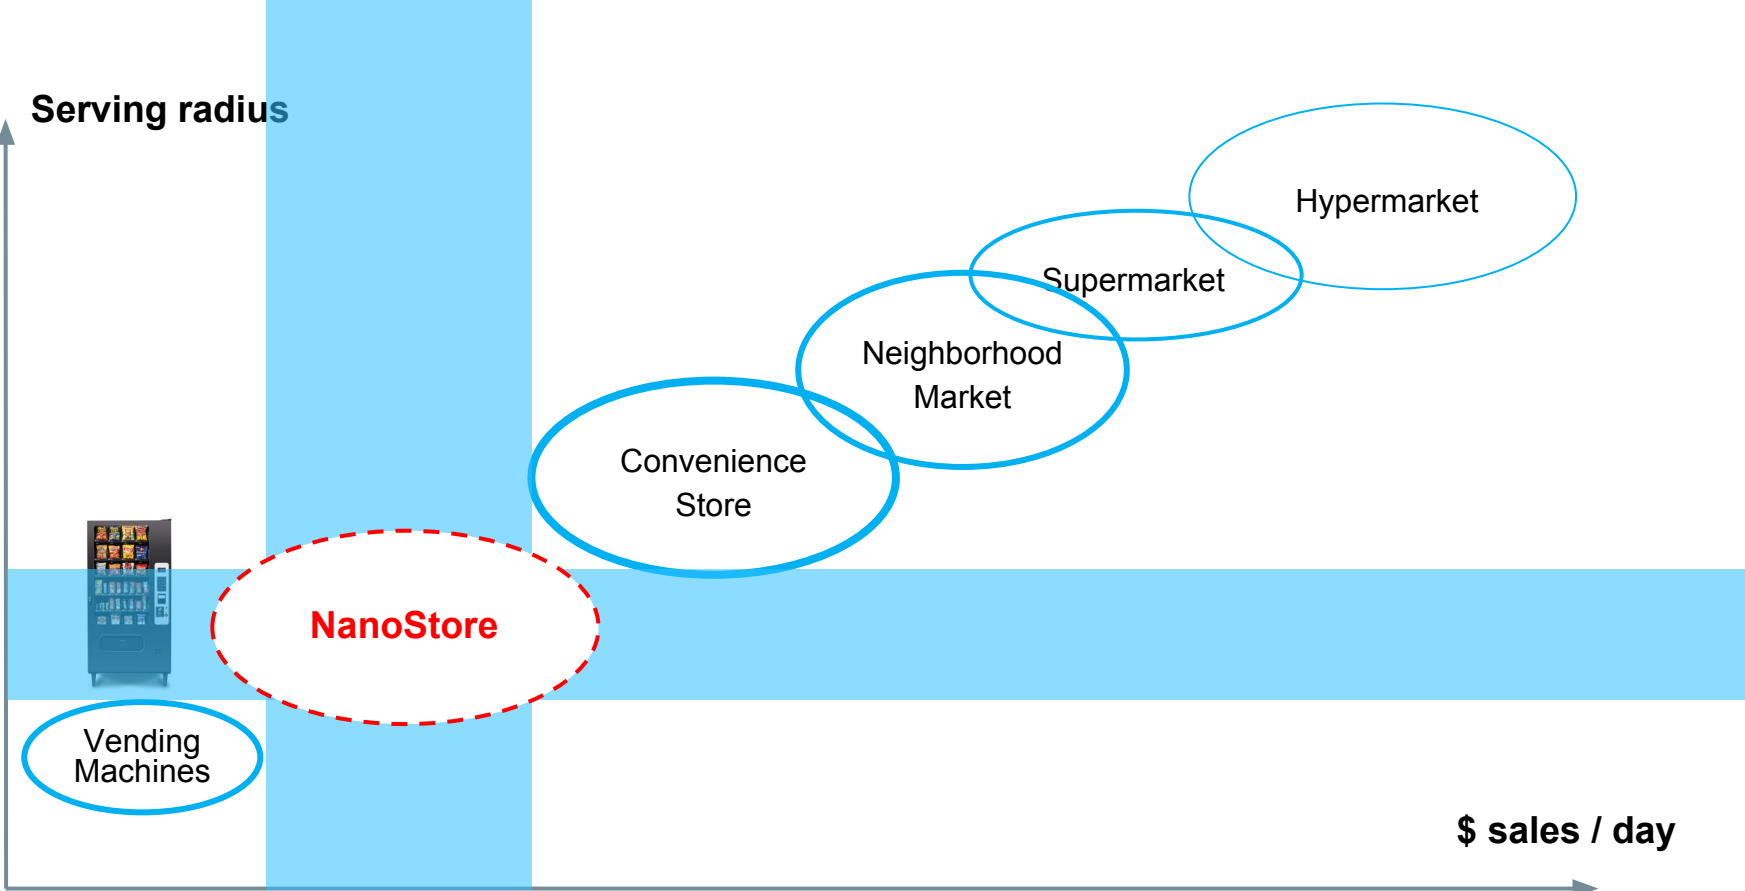 Serving radius
Hypermarket
Supermarket
Neighborhood
Market
Convenience
Store
NanoStore
Vending
Machines
$ sales / day